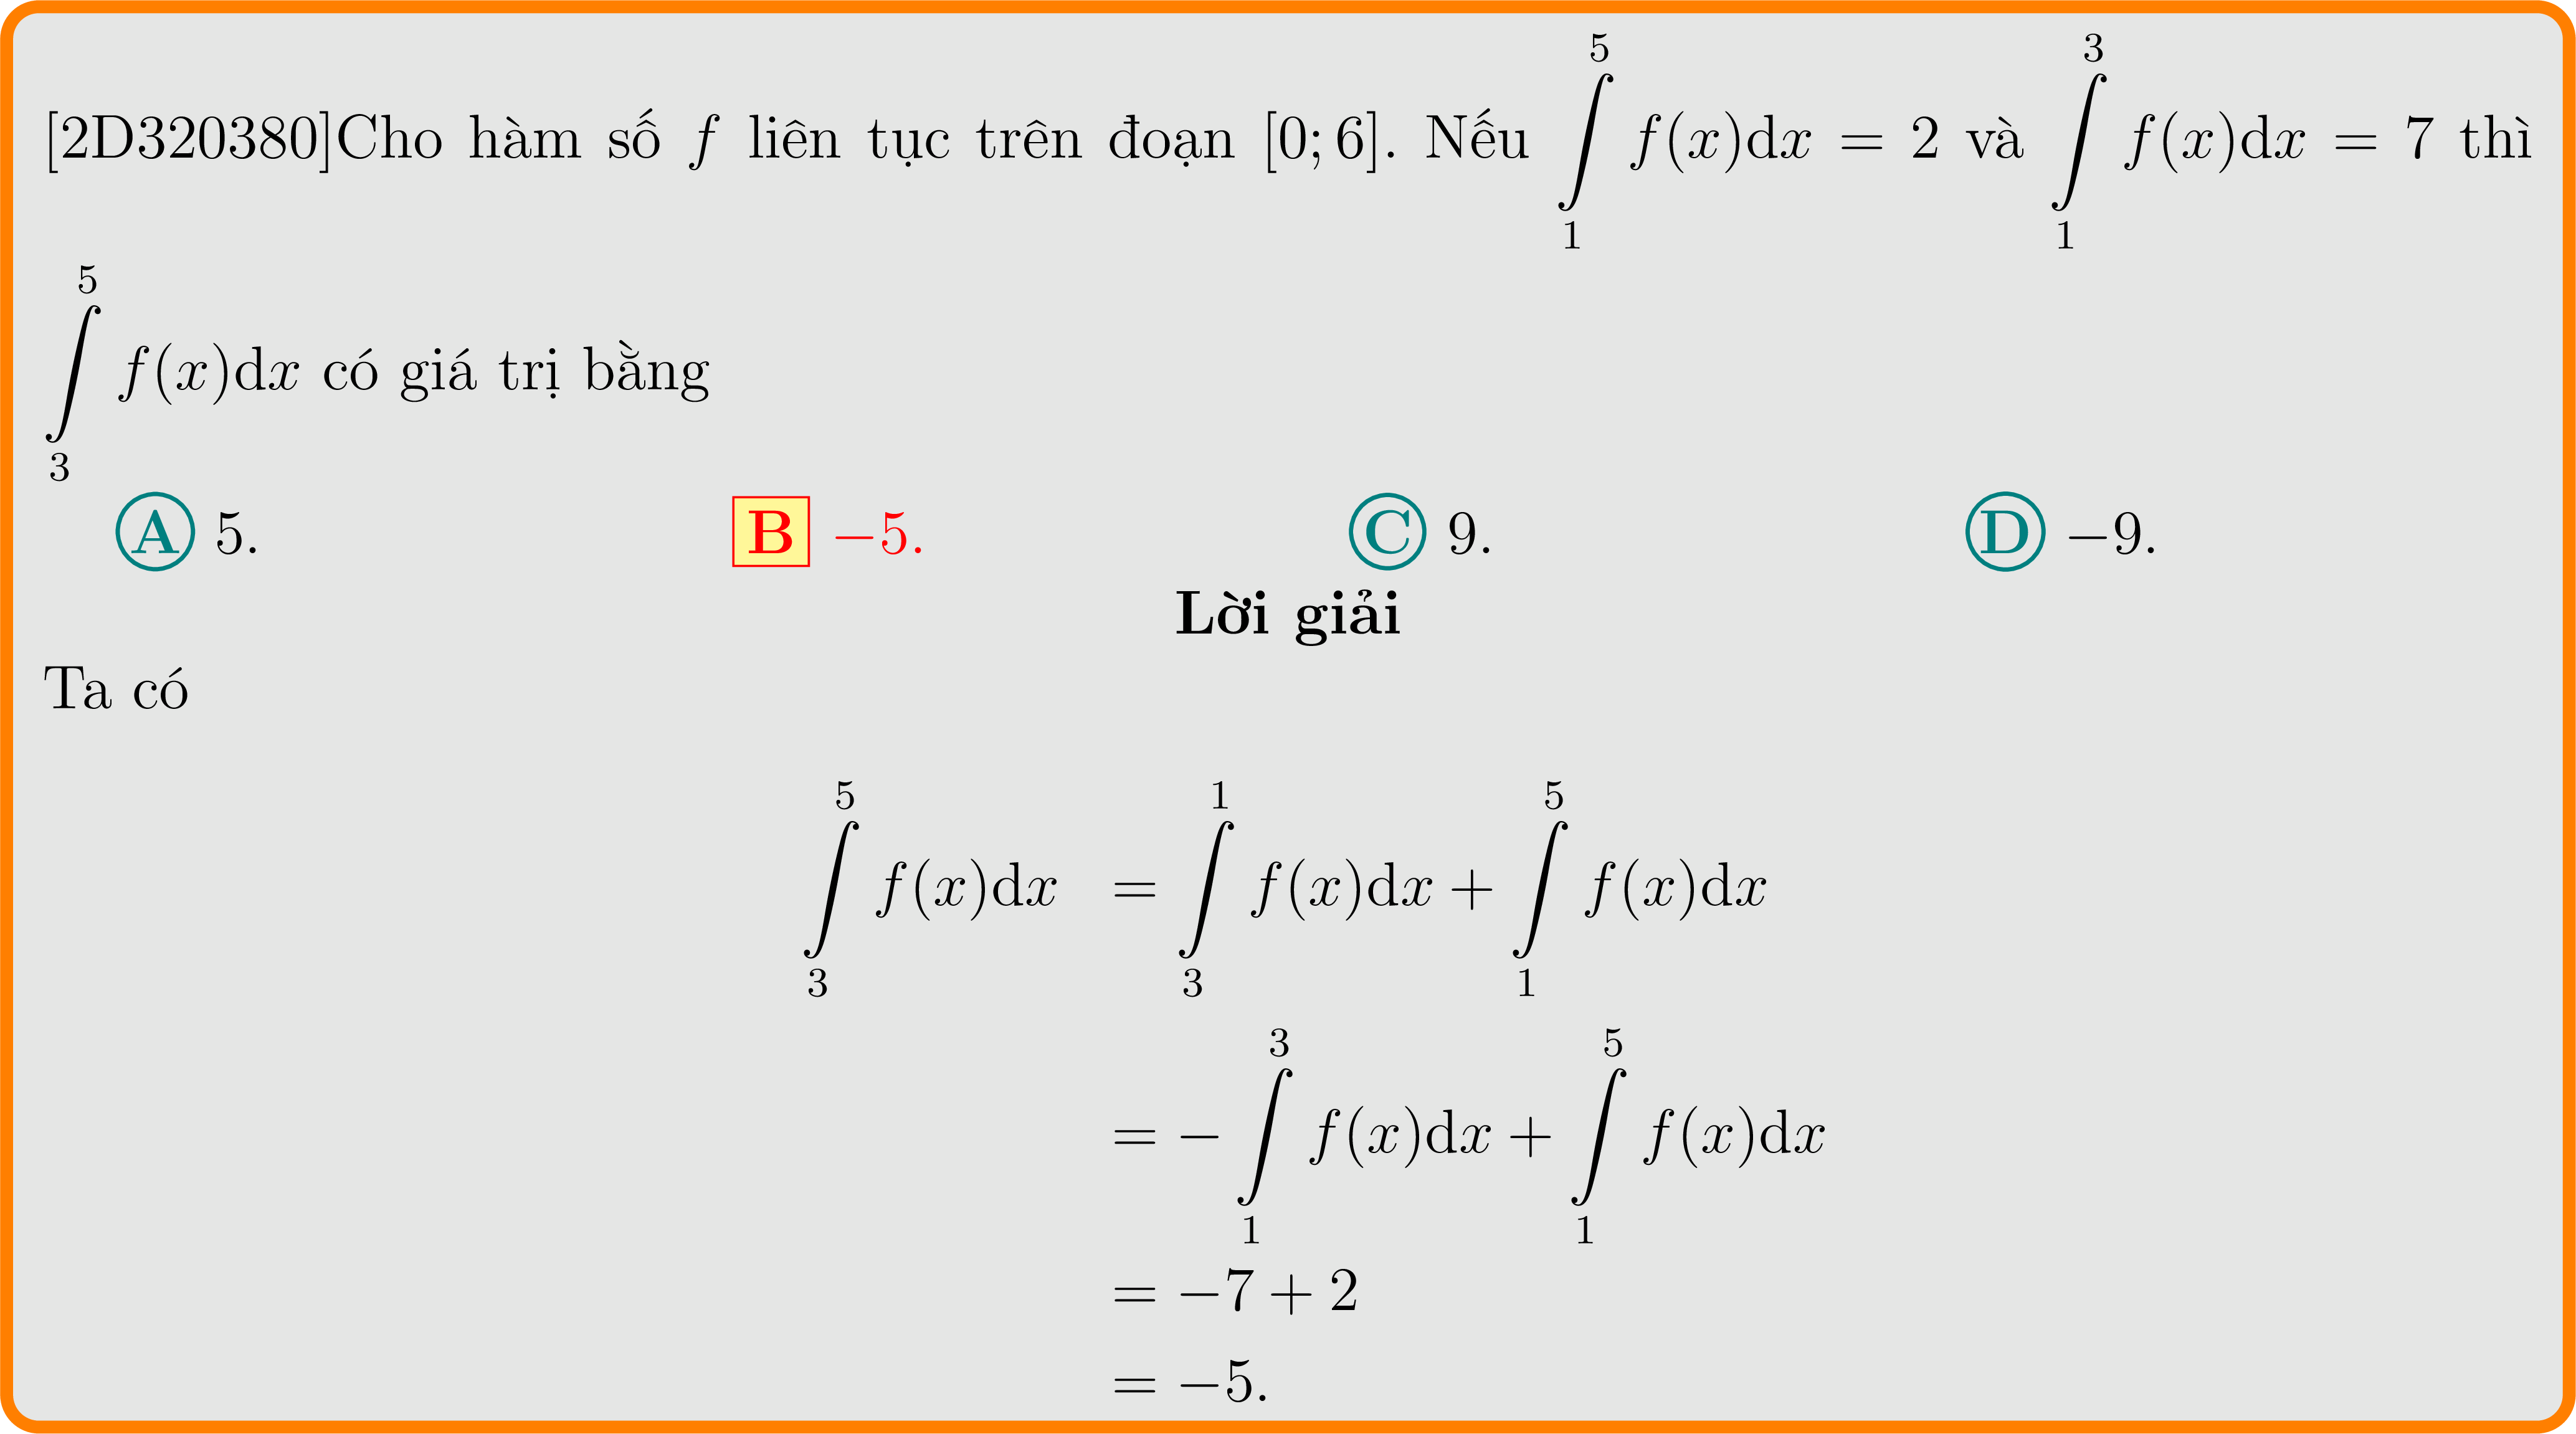 [2D320380]Cho hàm số $f$ liên tục trên đoạn $[0; 6]$. Nếu $\int\limits_1^5 f(x)\mathrm{d}x = 2$ và $\int\limits_1^3 f(x)\mathrm{d}x = 7$ thì
$\int\limits_3^5 f(x)\mathrm{d}x$ có giá trị bằng
A 5. B −5. C 9. D −9.
Lời giải
Ta có
$\int\limits_3^5 f(x)\mathrm{d}x = \int\limits_3^1 f(x)\mathrm{d}x + \int\limits_1^5 f(x)\mathrm{d}x$
$= -\int\limits_1^3 f(x)\mathrm{d}x + \int\limits_1^5 f(x)\mathrm{d}x$
$= -7 + 2$
$= -5.$